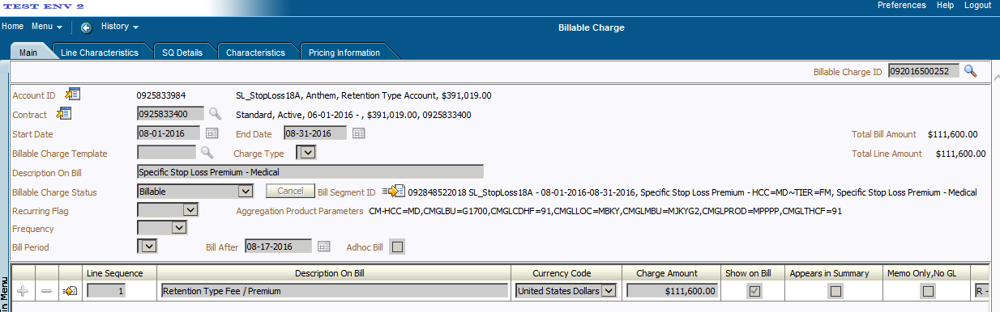 TEST ENV 2
Preferences Help Logout
Home Menu History Billable Charge
Main Line Characteristics SQ Details Characteristics Pricing Information
Billable Charge ID 092016500252
Account ID 0925833984 SL_StopLoss18A, Anthem, Retention Type Account, $391,019.00
Contract 0925833400 Standard, Active, 06-01-2016 - , $391,019.00, 0925833400
Start Date 08-01-2016 End Date 08-31-2016 Total Bill Amount $111,600.00
Billable Charge Template Charge Type Total Line Amount $111,600.00
Description On Bill Specific Stop Loss Premium - Medical
Billable Charge Status Billable Cancel Bill Segment ID 092848522018 SL_StopLoss18A - 08-01-2016-08-31-2016, Specific Stop Loss Premium - HCC=MD~TIER=FM, Specific Stop Loss Premium - Medical
Recurring Flag Aggregation Product Parameters CM-HCC=MD,CMGLBU=G1700,CMGLCDHF=91,CMGLLOC=MBKY,CMGLMBU=MJKYG2,CMGLPROD=MPPPP,CMGLTHCF=91
Frequency
Bill Period Bill After 08-17-2016 Adhoc Bill
Line Sequence Description On Bill Currency Code Charge Amount Show on Bill Appears in Summary Memo Only,No GL
1 Retention Type Fee / Premium United States Dollars $111,600.00 R -
in Menu